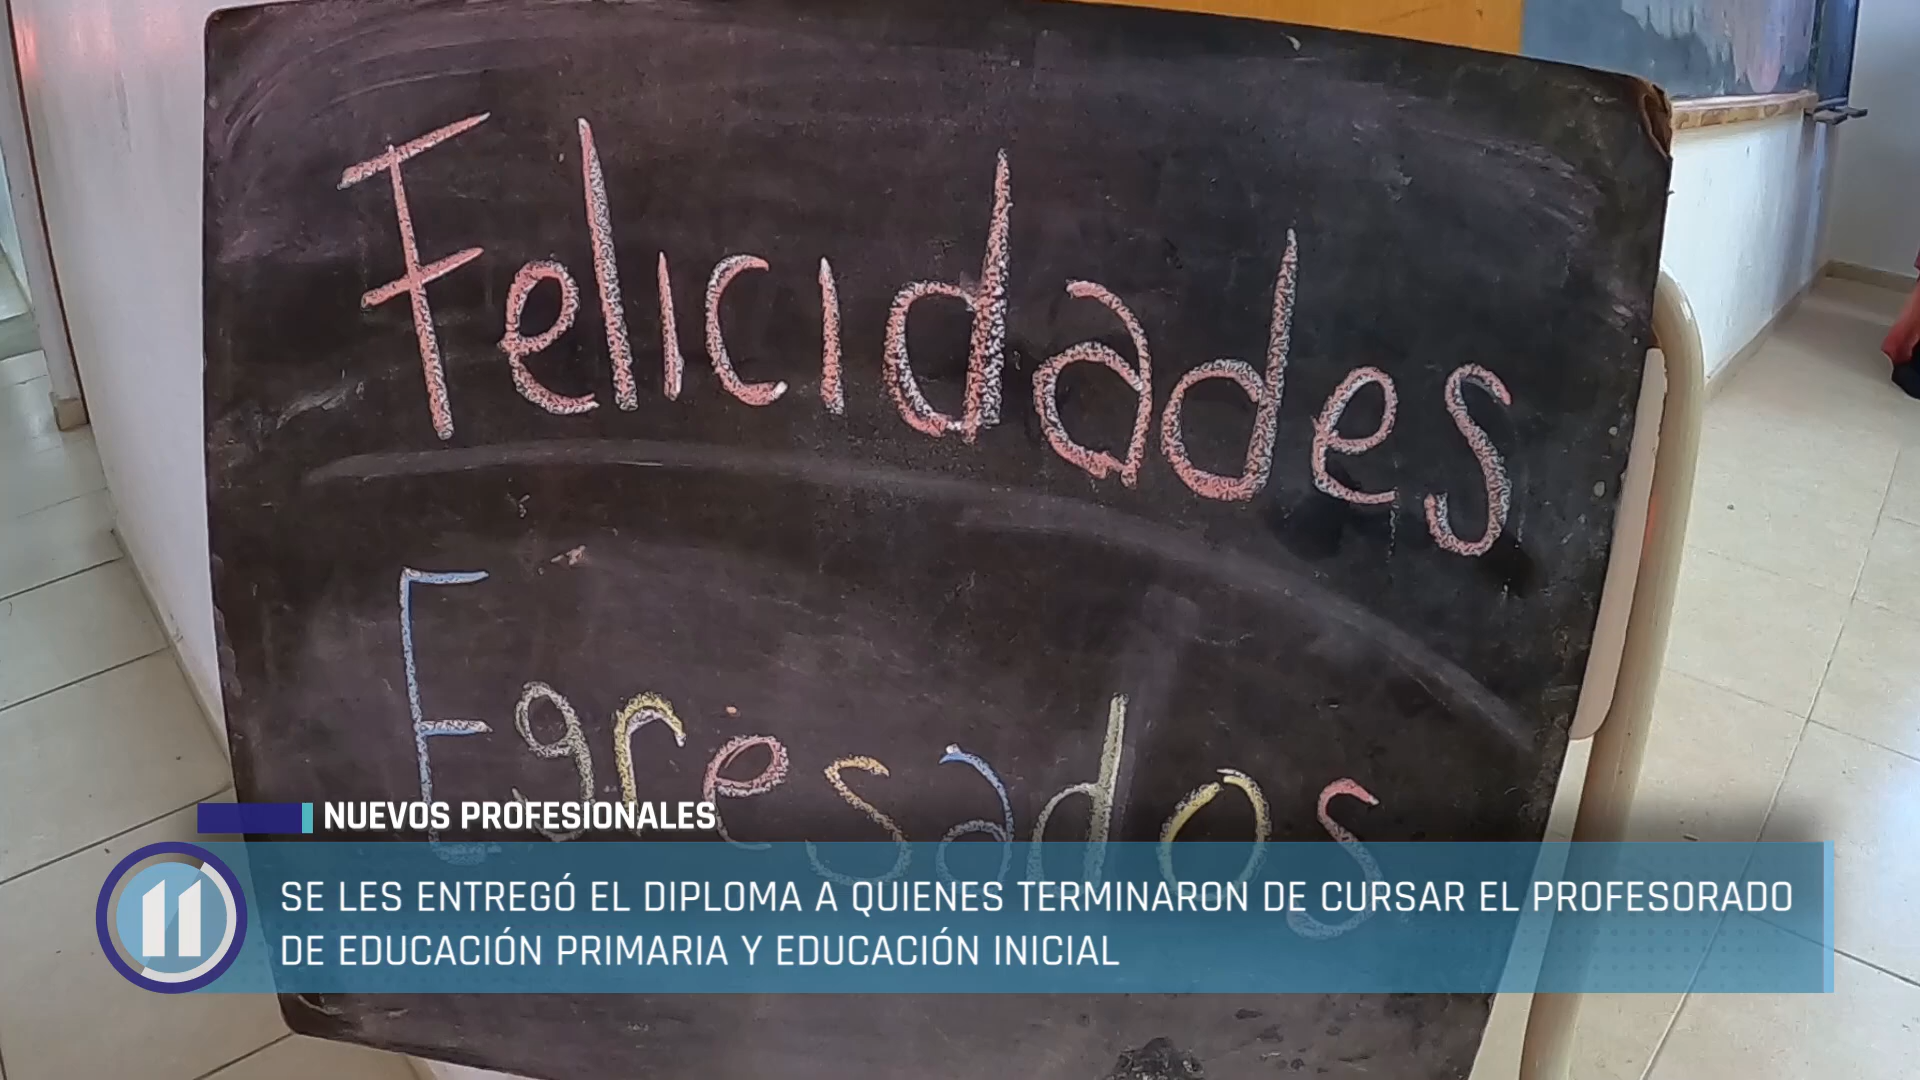 Felicidades
Egresados
NUEVOS PROFESIONALES
11
SE LES ENTREGÓ EL DIPLOMA A QUIENES TERMINARON DE CURSAR EL PROFESORADO
DE EDUCACIÓN PRIMARIA Y EDUCACIÓN INICIAL